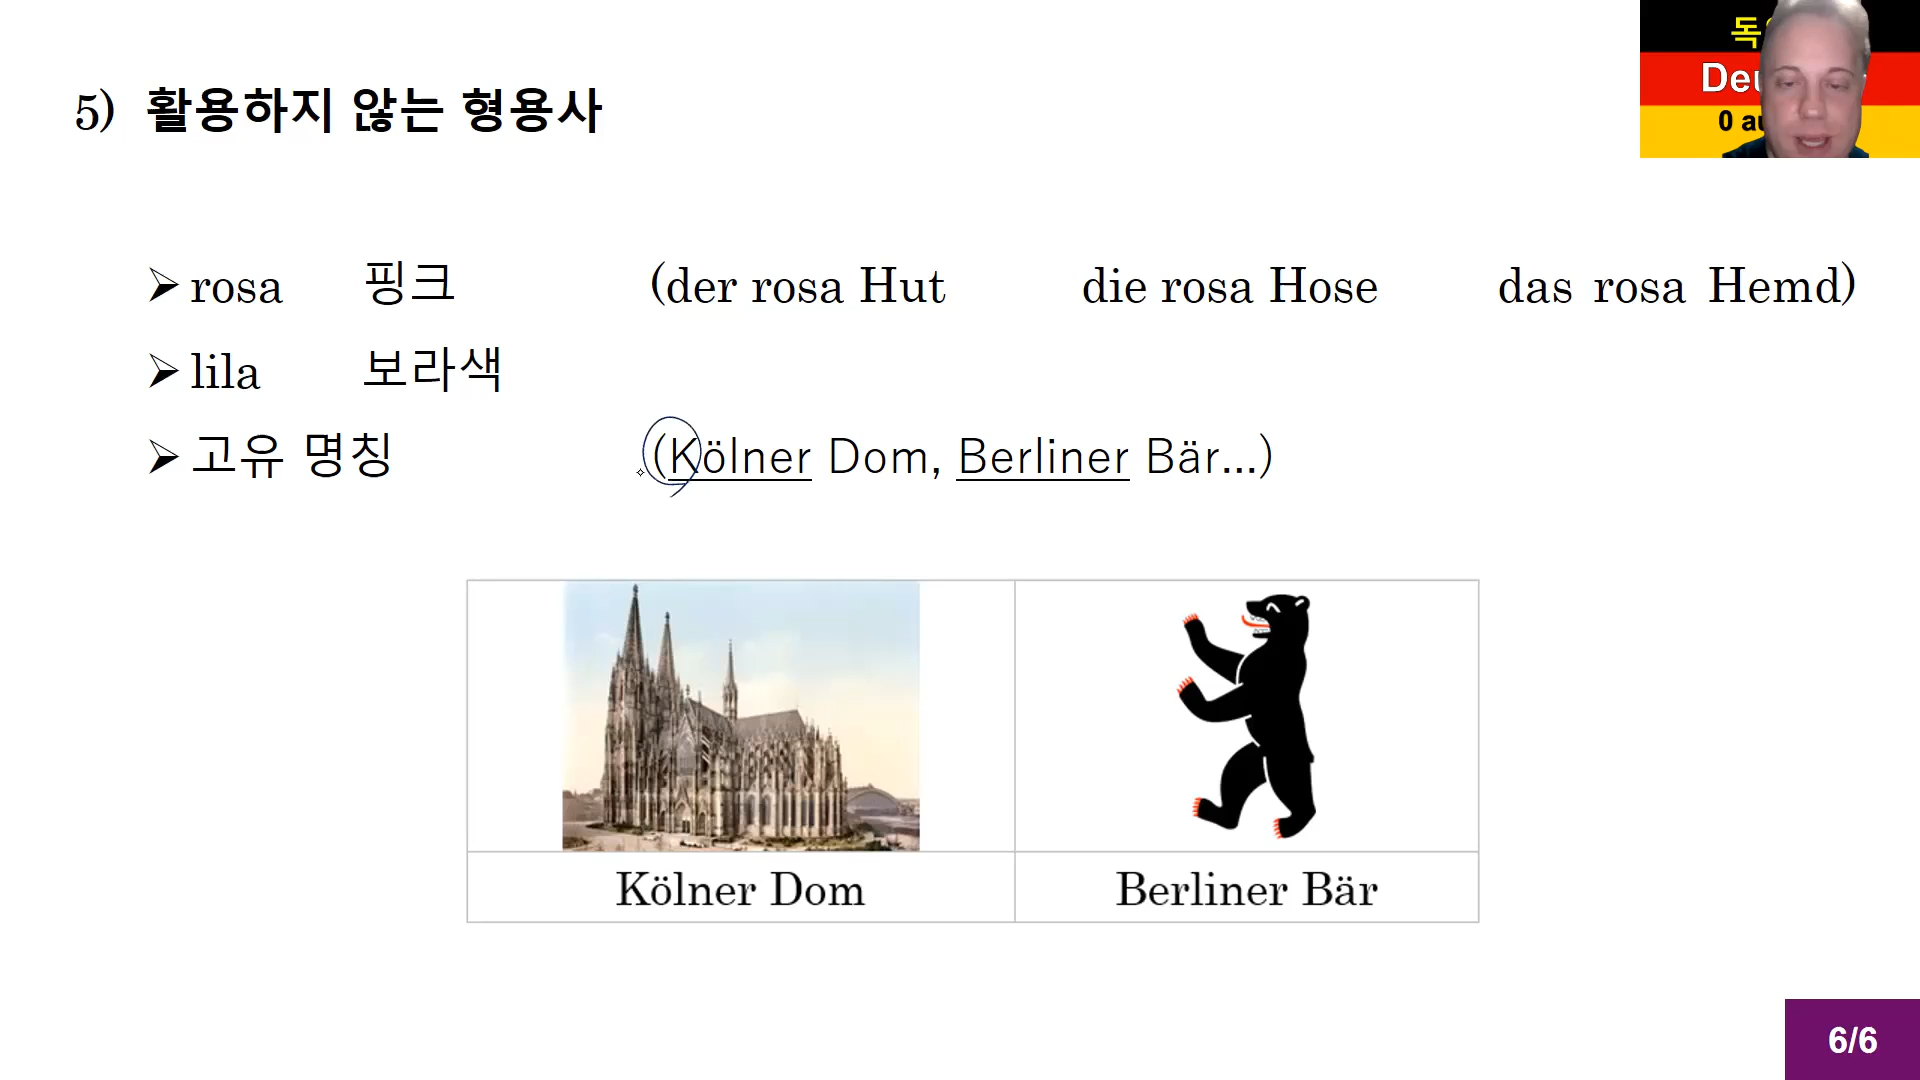 5) 활용하지 않는 형용사
독
Deu
0 au
➢ rosa 핑크 (der rosa Hut die rosa Hose das rosa Hemd)
➢ lila 보라색
➢ 고유 명칭 (Kölner Dom, Berliner Bär...)
Kölner Dom Berliner Bär
6/6